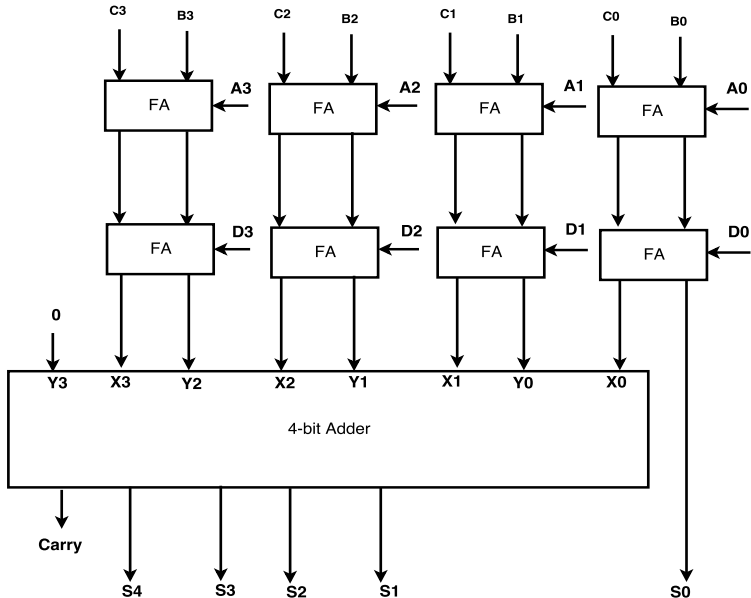 C3 B3 C2 B2 C1 B1 C0 B0
FA A3 FA A2 FA A1 FA A0
FA D3 FA D2 FA D1 FA D0
0
Y3 X3 Y2 X2 Y1 X1 Y0 X0
4-bit Adder
Carry
S4 S3 S2 S1 S0